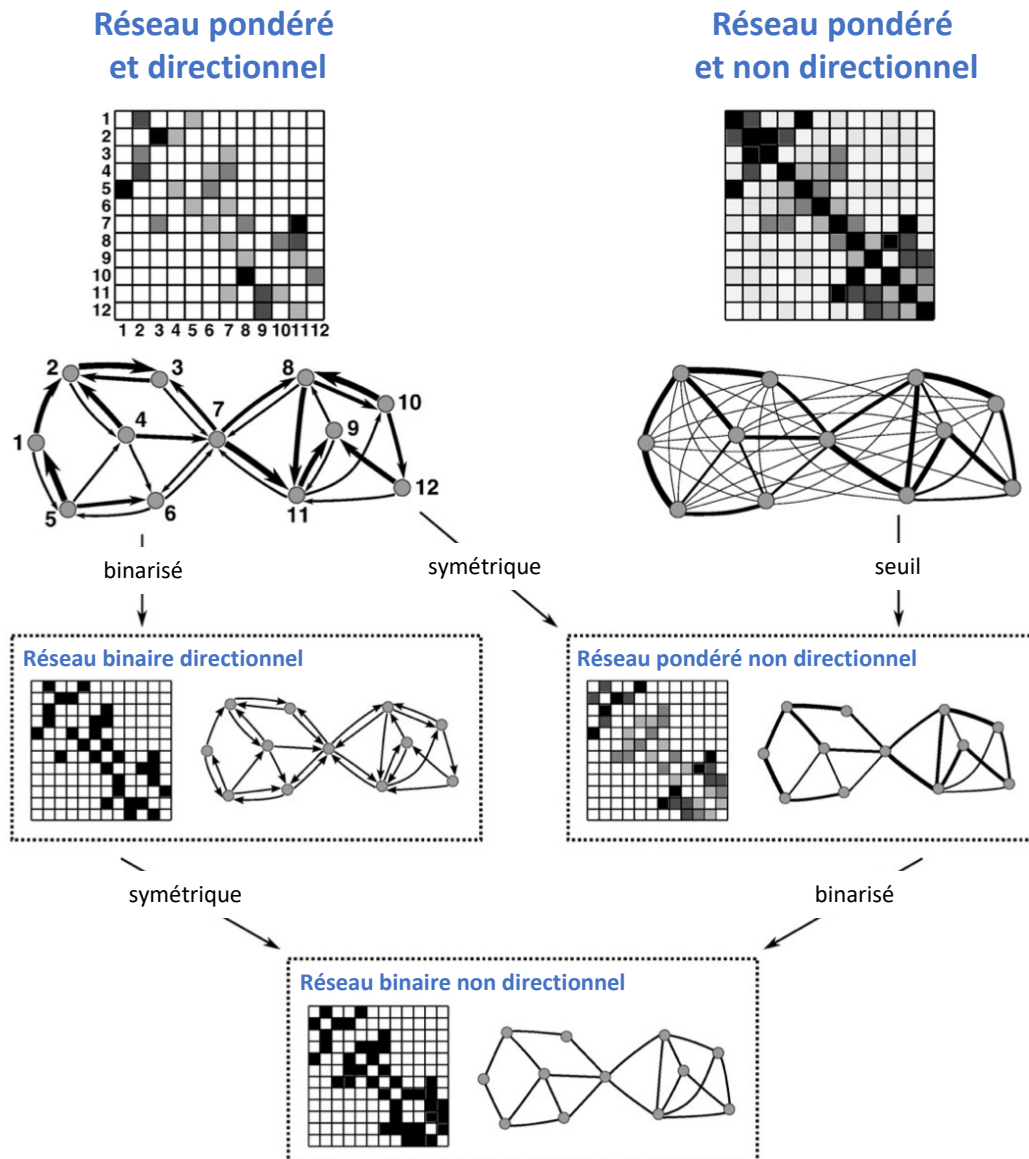 Réseau pondéré
et directionnel
Réseau pondéré
et non directionnel
1
2
3
4
5
6
7
8
9
10
11
12
1 2 3 4 5 6 7 8 9 10 11 12
2
3
8
10
4
7
9
1
12
5
6
11
binarisé
symétrique
seuil
Réseau binaire directionnel
Réseau pondéré non directionnel
symétrique
binarisé
Réseau binaire non directionnel